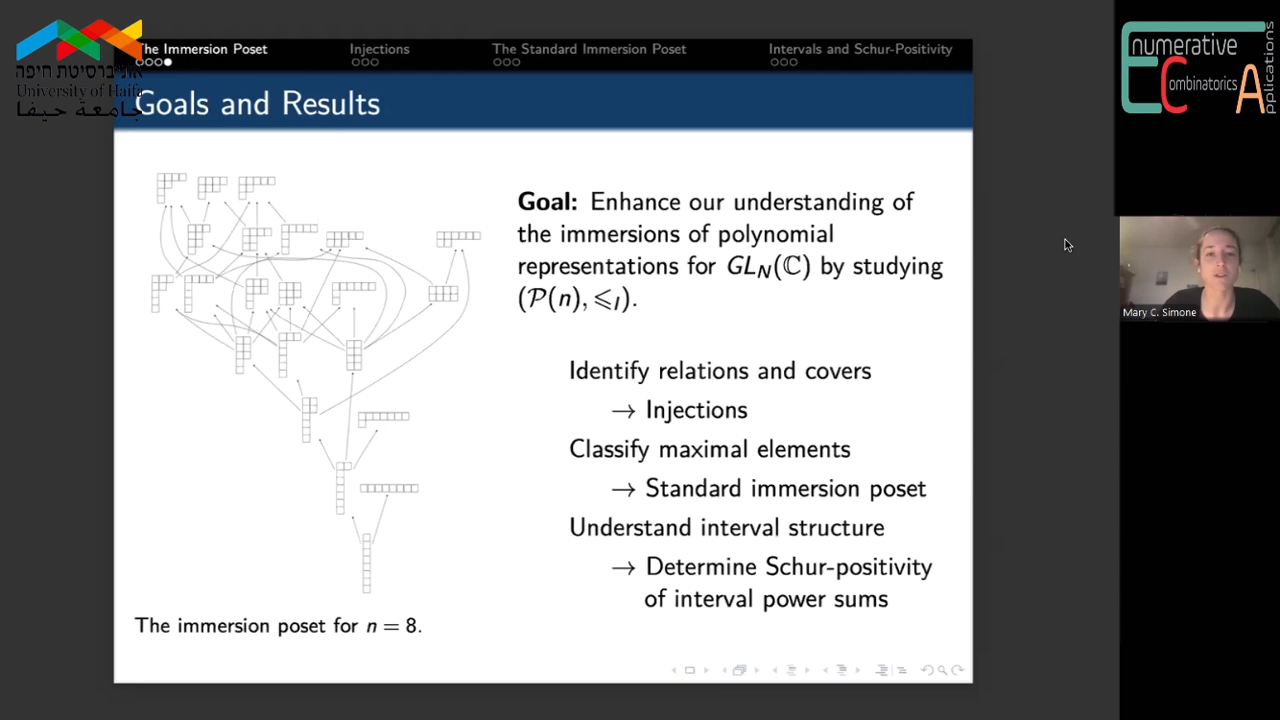 The Immersion Poset
Injections
The Standard Immersion Poset
Intervals and Schur-Positivity
אוניברסיטת חיפה
University of Haifa
جامعة حيفا
Goals and Results
Enumerative
Combinatorics
Applications
Goal: Enhance our understanding of
the immersions of polynomial
representations for GL_N(ℂ) by studying
(𝒫(n), ⩽_I).
Identify relations and covers
→ Injections
Classify maximal elements
→ Standard immersion poset
Understand interval structure
→ Determine Schur-positivity
of interval power sums
The immersion poset for n = 8.
Mary C. Simone